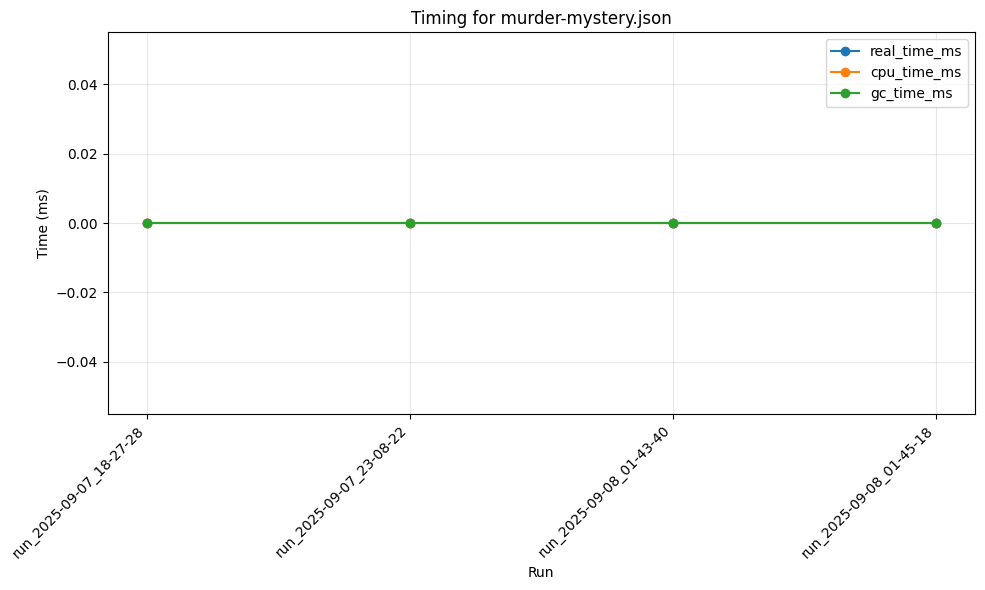 Timing for murder-mystery.json
real_time_ms
cpu_time_ms
gc_time_ms
Time (ms)
0.04
0.02
0.00
−0.02
−0.04
run_2025-09-07_18-27-28
run_2025-09-07_23-08-22
run_2025-09-08_01-43-40
run_2025-09-08_01-45-18
Run